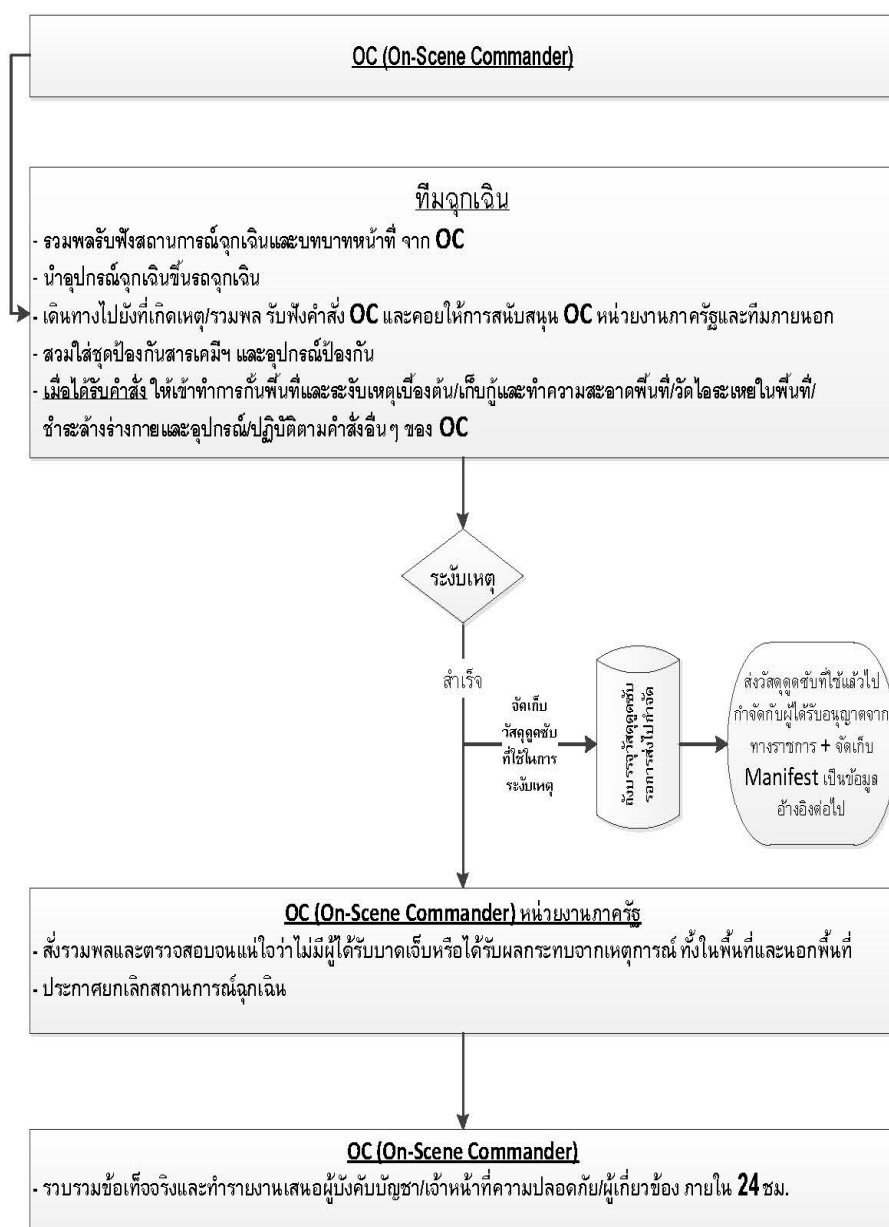 OC (On-Scene Commander)
ทีมฉุกเฉิน
- รวมพลรับฟังสถานการณ์ฉุกเฉินและบทบาทหน้าที่ จาก OC
- นำอุปกรณ์ฉุกเฉินขึ้นรถฉุกเฉิน
- เดินทางไปยังที่เกิดเหตุ/รวมพล รับฟังคำสั่ง OC และคอยให้การสนับสนุน OC หน่วยงานภาครัฐและทีมภายนอก
- สวมใส่ชุดป้องกันสารเคมีฯ และอุปกรณ์ป้องกัน
- เมื่อได้รับคำสั่ง ให้เข้าทำการกั้นพื้นที่และระงับเหตุเบื้องต้น/เก็บกู้และทำความสะอาดพื้นที่/วัดไอระเหยในพื้นที่/
ชำระล้างร่างกายและอุปกรณ์/ปฏิบัติตามคำสั่งอื่นๆ ของ OC
ระงับเหตุ
สำเร็จ
จัดเก็บ
วัสดุดูดซับ
ที่ใช้ในการ
ระงับเหตุ
ถังบรรจุวัสดุดูดซับ
รอการส่งไปกำจัด
ส่งวัสดุดูดซับที่ใช้แล้วไป
กำจัดกับผู้ได้รับอนุญาตจาก
ทางราชการ + จัดเก็บ
Manifest เป็นข้อมูล
อ้างอิงต่อไป
OC (On-Scene Commander) หน่วยงานภาครัฐ
- สั่งรวมพลและตรวจสอบจนแน่ใจว่าไม่มีผู้ได้รับบาดเจ็บหรือได้รับผลกระทบจากเหตุการณ์ ทั้งในพื้นที่และนอกพื้นที่
- ประกาศยกเลิกสถานการณ์ฉุกเฉิน
OC (On-Scene Commander)
- รวบรวมข้อเท็จจริงและทำรายงานเสนอผู้บังคับบัญชา/เจ้าหน้าที่ความปลอดภัย/ผู้เกี่ยวข้อง ภายใน 24 ชม.